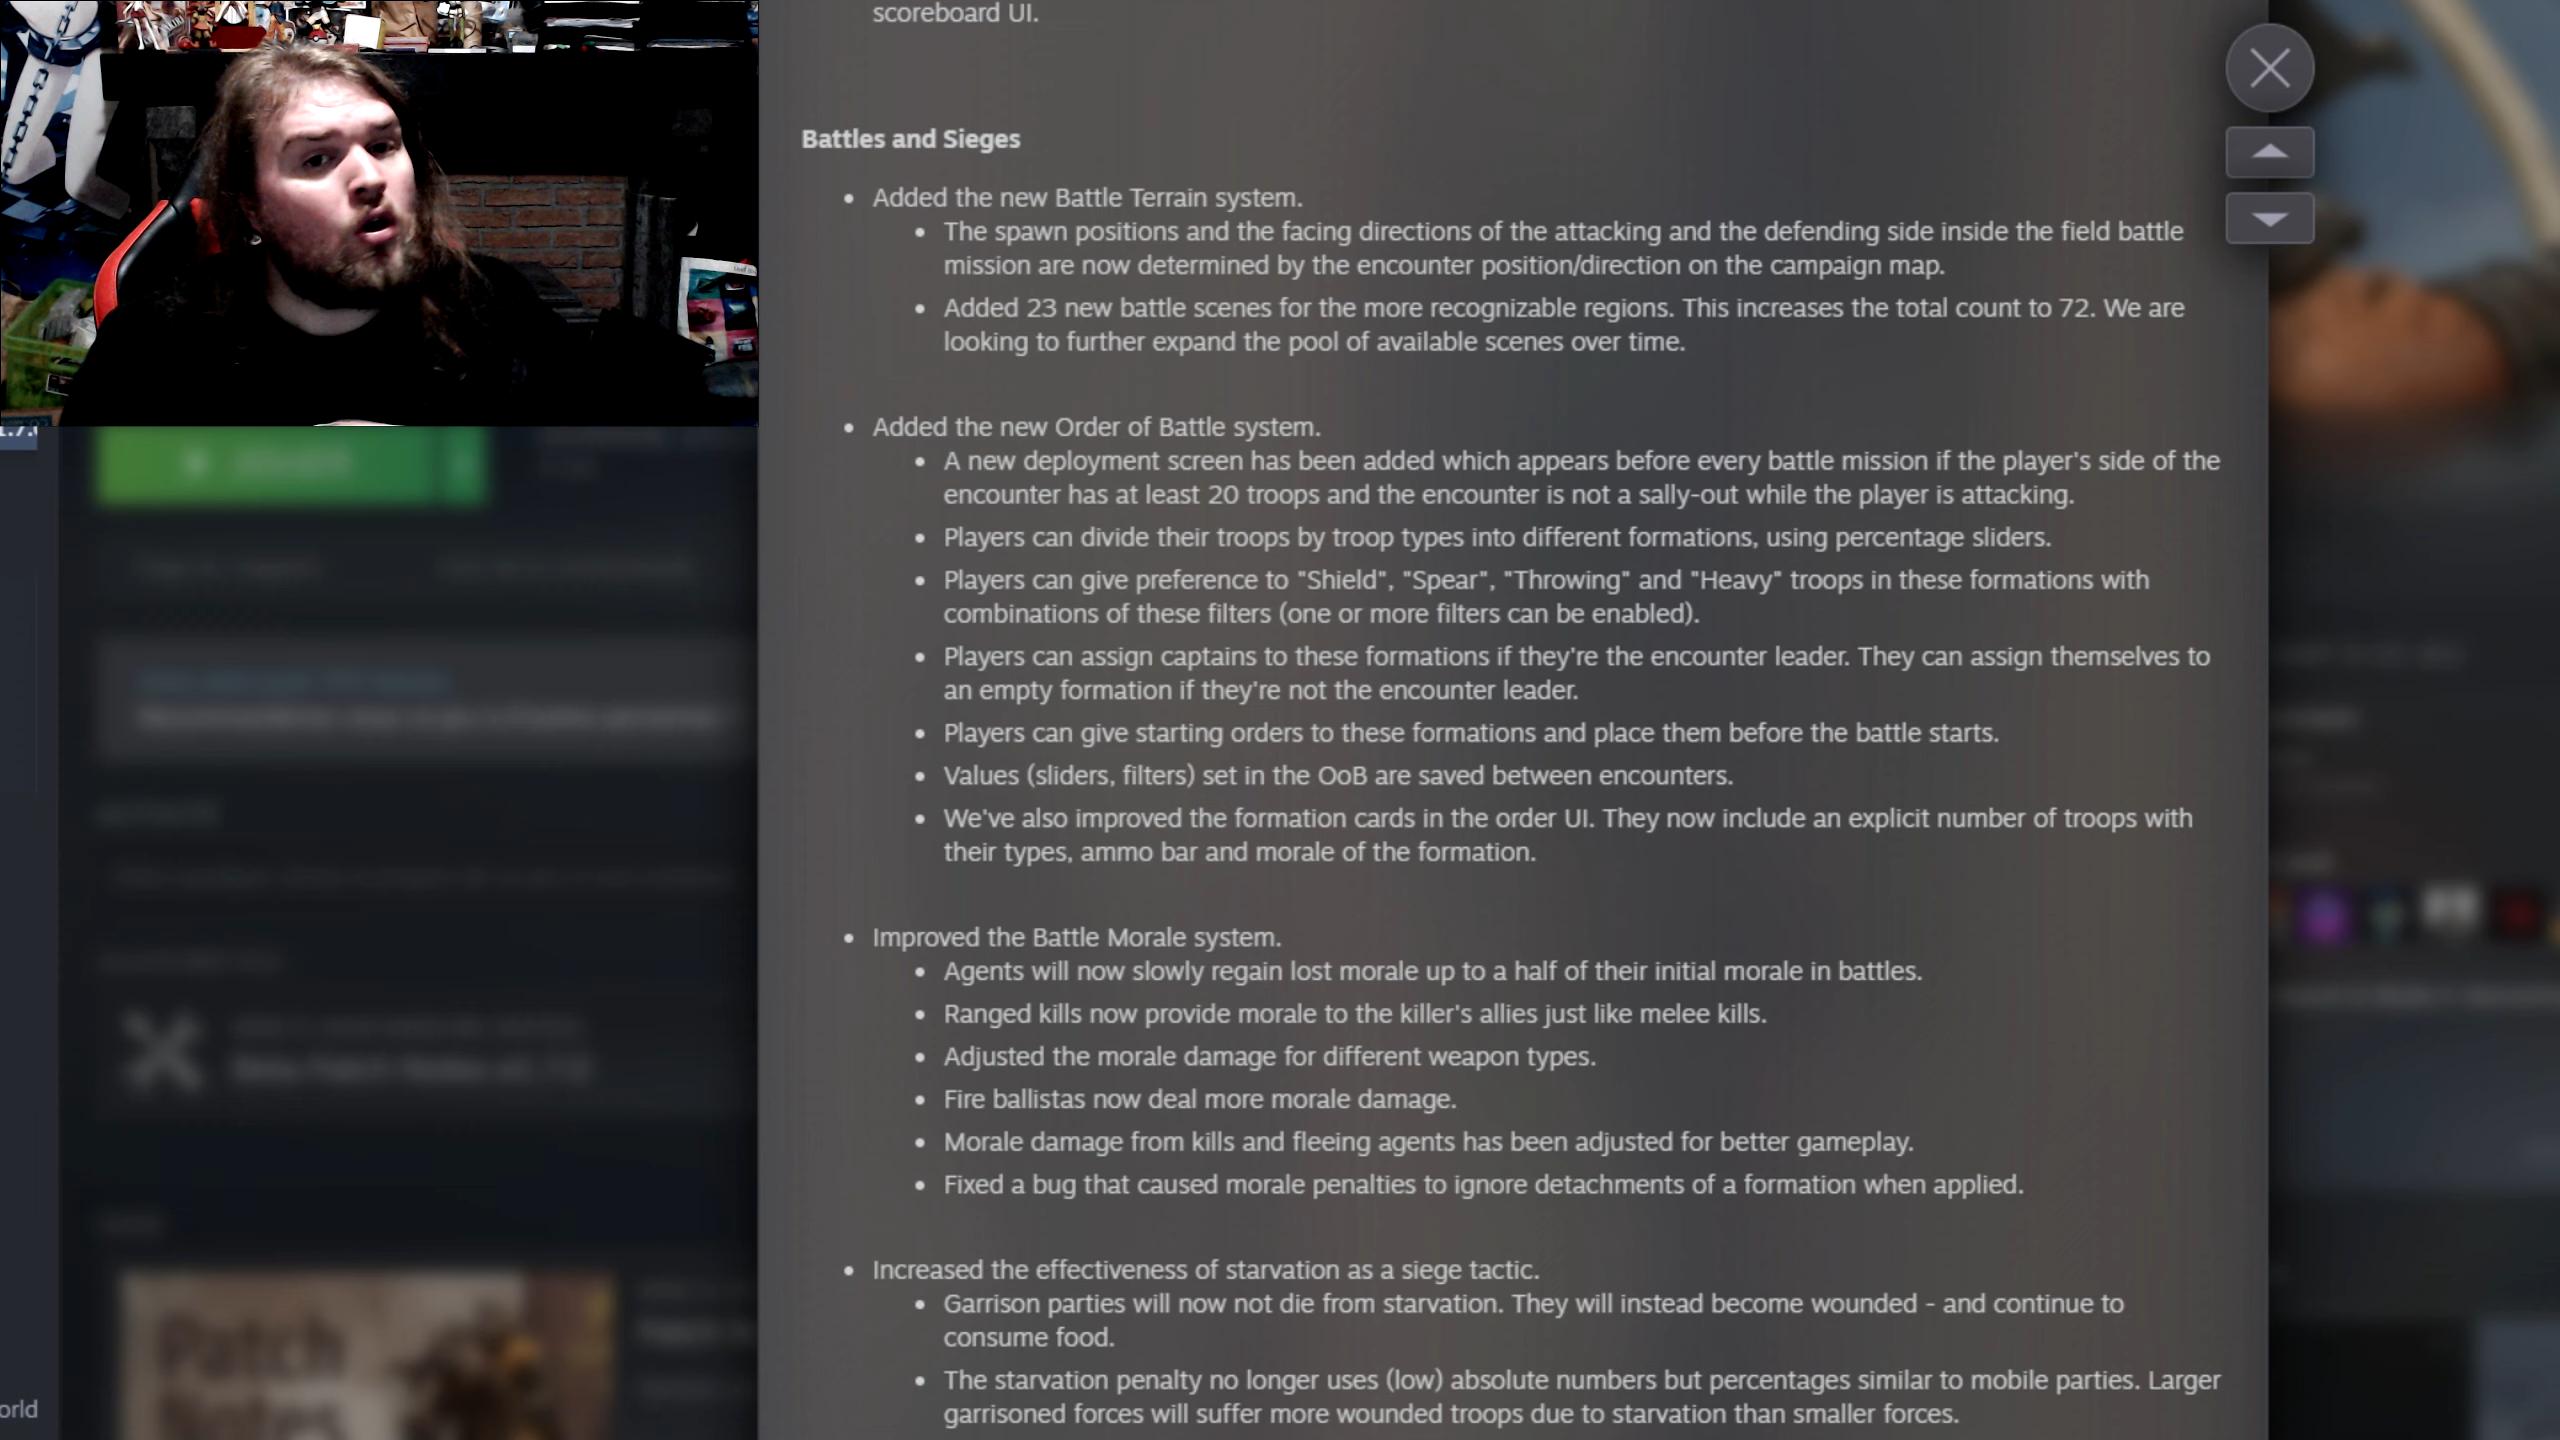 scoreboard UI.
Battles and Sieges
Added the new Battle Terrain system.
The spawn positions and the facing directions of the attacking and the defending side inside the field battle
mission are now determined by the encounter position/direction on the campaign map.
Added 23 new battle scenes for the more recognizable regions. This increases the total count to 72. We are
looking to further expand the pool of available scenes over time.
Added the new Order of Battle system.
A new deployment screen has been added which appears before every battle mission if the player's side of the
encounter has at least 20 troops and the encounter is not a sally-out while the player is attacking.
Players can divide their troops by troop types into different formations, using percentage sliders.
Players can give preference to "Shield", "Spear", "Throwing" and "Heavy" troops in these formations with
combinations of these filters (one or more filters can be enabled).
Players can assign captains to these formations if they're the encounter leader. They can assign themselves to
an empty formation if they're not the encounter leader.
Players can give starting orders to these formations and place them before the battle starts.
Values (sliders, filters) set in the OoB are saved between encounters.
We've also improved the formation cards in the order UI. They now include an explicit number of troops with
their types, ammo bar and morale of the formation.
Improved the Battle Morale system.
Agents will now slowly regain lost morale up to a half of their initial morale in battles.
Ranged kills now provide morale to the killer's allies just like melee kills.
Adjusted the morale damage for different weapon types.
Fire ballistas now deal more morale damage.
Morale damage from kills and fleeing agents has been adjusted for better gameplay.
Fixed a bug that caused morale penalties to ignore detachments of a formation when applied.
Increased the effectiveness of starvation as a siege tactic.
Garrison parties will now not die from starvation. They will instead become wounded - and continue to
consume food.
The starvation penalty no longer uses (low) absolute numbers but percentages similar to mobile parties. Larger
garrisoned forces will suffer more wounded troops due to starvation than smaller forces.
Patch
Notes
orld